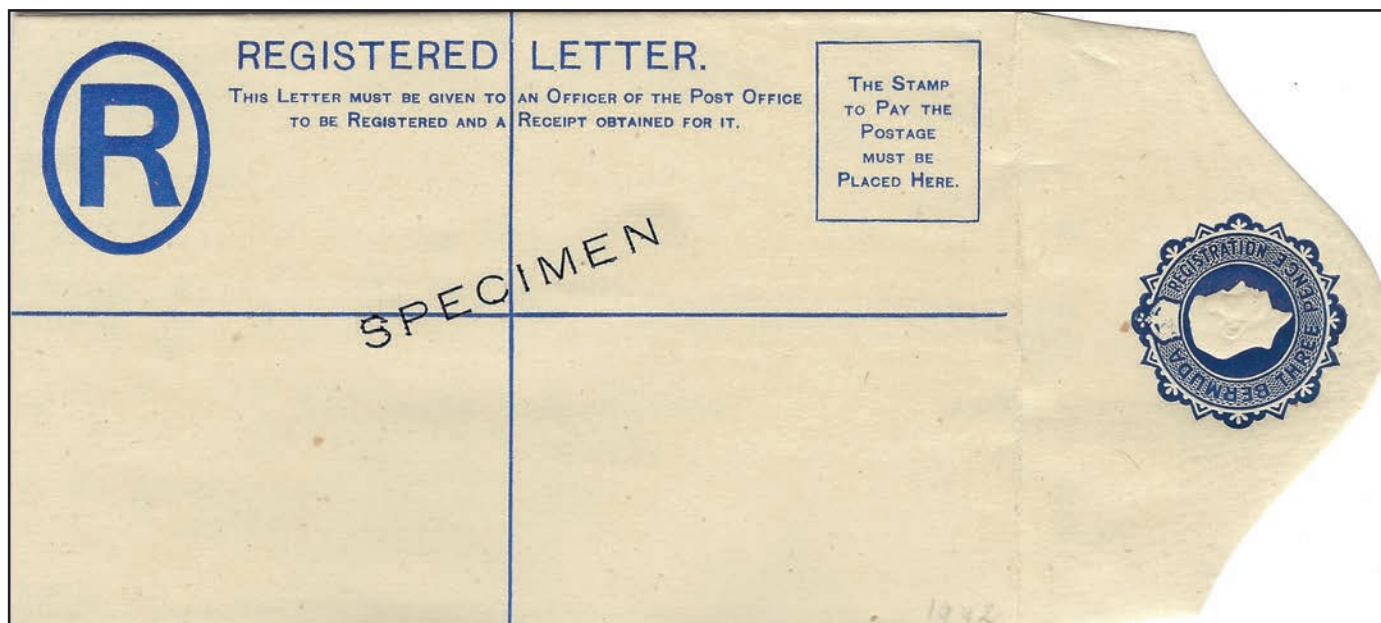 R
REGISTERED LETTER.
THIS LETTER MUST BE GIVEN TO AN OFFICER OF THE POST OFFICE
TO BE REGISTERED AND A RECEIPT OBTAINED FOR IT.
THE STAMP
TO PAY THE
POSTAGE
MUST BE
PLACED HERE.
SPECIMEN
BERMUDA REGISTRATION THREE PENCE